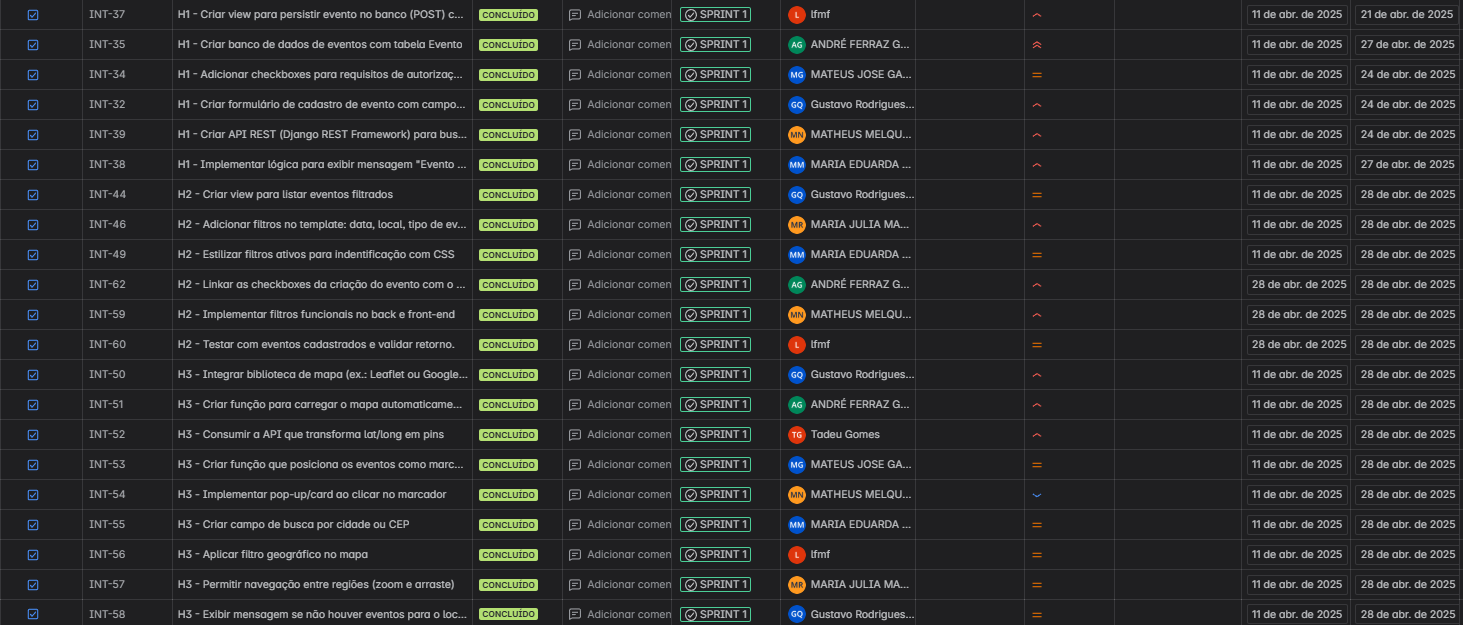 INT-37 H1 - Criar view para persistir evento no banco (POST) c... CONCLUÍDO Adicionar comen SPRINT 1 L lfmf 11 de abr. de 2025 21 de abr. de 2025
INT-35 H1 - Criar banco de dados de eventos com tabela Evento CONCLUÍDO Adicionar comen SPRINT 1 AG ANDRÉ FERRAZ G... 11 de abr. de 2025 27 de abr. de 2025
INT-34 H1 - Adicionar checkboxes para requisitos de autorizaç... CONCLUÍDO Adicionar comen SPRINT 1 MG MATEUS JOSE GA... 11 de abr. de 2025 24 de abr. de 2025
INT-32 H1 - Criar formulário de cadastro de evento com campo... CONCLUÍDO Adicionar comen SPRINT 1 GQ Gustavo Rodrigues... 11 de abr. de 2025 24 de abr. de 2025
INT-39 H1 - Criar API REST (Django REST Framework) para bus... CONCLUÍDO Adicionar comen SPRINT 1 MN MATHEUS MELQU... 11 de abr. de 2025 24 de abr. de 2025
INT-38 H1 - Implementar lógica para exibir mensagem "Evento ... CONCLUÍDO Adicionar comen SPRINT 1 MM MARIA EDUARDA ... 11 de abr. de 2025 27 de abr. de 2025
INT-44 H2 - Criar view para listar eventos filtrados CONCLUÍDO Adicionar comen SPRINT 1 GQ Gustavo Rodrigues... 11 de abr. de 2025 28 de abr. de 2025
INT-46 H2 - Adicionar filtros no template: data, local, tipo de ev... CONCLUÍDO Adicionar comen SPRINT 1 MR MARIA JULIA MA... 11 de abr. de 2025 28 de abr. de 2025
INT-49 H2 - Estilizar filtros ativos para indentificação com CSS CONCLUÍDO Adicionar comen SPRINT 1 MM MARIA EDUARDA ... 11 de abr. de 2025 28 de abr. de 2025
INT-62 H2 - Linkar as checkboxes da criação do evento com o ... CONCLUÍDO Adicionar comen SPRINT 1 AG ANDRÉ FERRAZ G... 28 de abr. de 2025 28 de abr. de 2025
INT-59 H2 - Implementar filtros funcionais no back e front-end CONCLUÍDO Adicionar comen SPRINT 1 MN MATHEUS MELQU... 28 de abr. de 2025 28 de abr. de 2025
INT-60 H2 - Testar com eventos cadastrados e validar retorno. CONCLUÍDO Adicionar comen SPRINT 1 L lfmf 28 de abr. de 2025 28 de abr. de 2025
INT-50 H3 - Integrar biblioteca de mapa (ex.: Leaflet ou Google... CONCLUÍDO Adicionar comen SPRINT 1 GQ Gustavo Rodrigues... 11 de abr. de 2025 28 de abr. de 2025
INT-51 H3 - Criar função para carregar o mapa automaticame... CONCLUÍDO Adicionar comen SPRINT 1 AG ANDRÉ FERRAZ G... 11 de abr. de 2025 28 de abr. de 2025
INT-52 H3 - Consumir a API que transforma lat/long em pins CONCLUÍDO Adicionar comen SPRINT 1 TG Tadeu Gomes 11 de abr. de 2025 28 de abr. de 2025
INT-53 H3 - Criar função que posiciona os eventos como marc... CONCLUÍDO Adicionar comen SPRINT 1 MG MATEUS JOSE GA... 11 de abr. de 2025 28 de abr. de 2025
INT-54 H3 - Implementar pop-up/card ao clicar no marcador CONCLUÍDO Adicionar comen SPRINT 1 MN MATHEUS MELQU... 11 de abr. de 2025 28 de abr. de 2025
INT-55 H3 - Criar campo de busca por cidade ou CEP CONCLUÍDO Adicionar comen SPRINT 1 MM MARIA EDUARDA ... 11 de abr. de 2025 28 de abr. de 2025
INT-56 H3 - Aplicar filtro geográfico no mapa CONCLUÍDO Adicionar comen SPRINT 1 L lfmf 11 de abr. de 2025 28 de abr. de 2025
INT-57 H3 - Permitir navegação entre regiões (zoom e arraste) CONCLUÍDO Adicionar comen SPRINT 1 MR MARIA JULIA MA... 11 de abr. de 2025 28 de abr. de 2025
INT-58 H3 - Exibir mensagem se não houver eventos para o loc... CONCLUÍDO Adicionar comen SPRINT 1 GQ Gustavo Rodrigues... 11 de abr. de 2025 28 de abr. de 2025